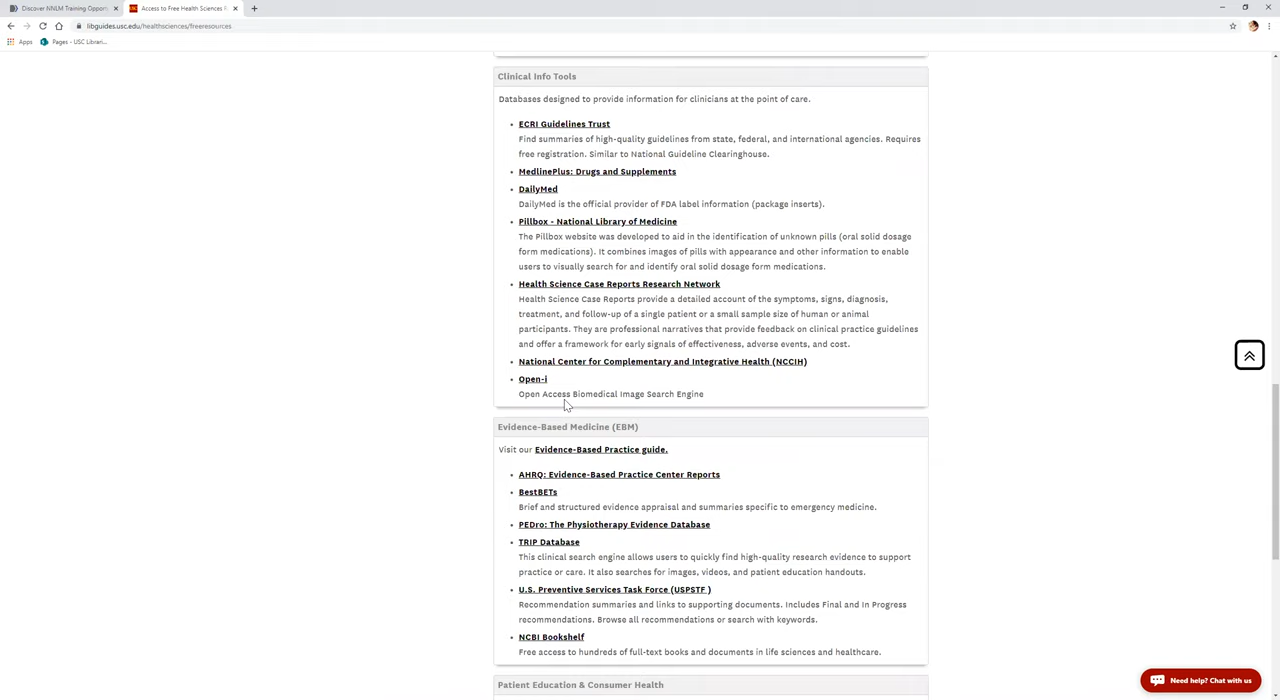 Discover NNLM Training Opport
Access to Free Health Sciences R
libguides.usc.edu/healthsciences/freeresources
Apps
Pages - USC Librari...
Clinical Info Tools
Databases designed to provide information for clinicians at the point of care.
ECRI Guidelines Trust
Find summaries of high-quality guidelines from state, federal, and international agencies. Requires
free registration. Similar to National Guideline Clearinghouse.
MedlinePlus: Drugs and Supplements
DailyMed
DailyMed is the official provider of FDA label information (package inserts).
Pillbox - National Library of Medicine
The Pillbox website was developed to aid in the identification of unknown pills (oral solid dosage
form medications). It combines images of pills with appearance and other information to enable
users to visually search for and identify oral solid dosage form medications.
Health Science Case Reports Research Network
Health Science Case Reports provide a detailed account of the symptoms, signs, diagnosis,
treatment, and follow-up of a single patient or a small sample size of human or animal
participants. They are professional narratives that provide feedback on clinical practice guidelines
and offer a framework for early signals of effectiveness, adverse events, and cost.
National Center for Complementary and Integrative Health (NCCIH)
Open-i
Open Access Biomedical Image Search Engine
Evidence-Based Medicine (EBM)
Visit our Evidence-Based Practice guide.
AHRQ: Evidence-Based Practice Center Reports
BestBETs
Brief and structured evidence appraisal and summaries specific to emergency medicine.
PEDro: The Physiotherapy Evidence Database
TRIP Database
This clinical search engine allows users to quickly find high-quality research evidence to support
practice or care. It also searches for images, videos, and patient education handouts.
U.S. Preventive Services Task Force (USPSTF )
Recommendation summaries and links to supporting documents. Includes Final and In Progress
recommendations. Browse all recommendations or search with keywords.
NCBI Bookshelf
Free access to hundreds of full-text books and documents in life sciences and healthcare.
Need help? Chat with us
Patient Education & Consumer Health